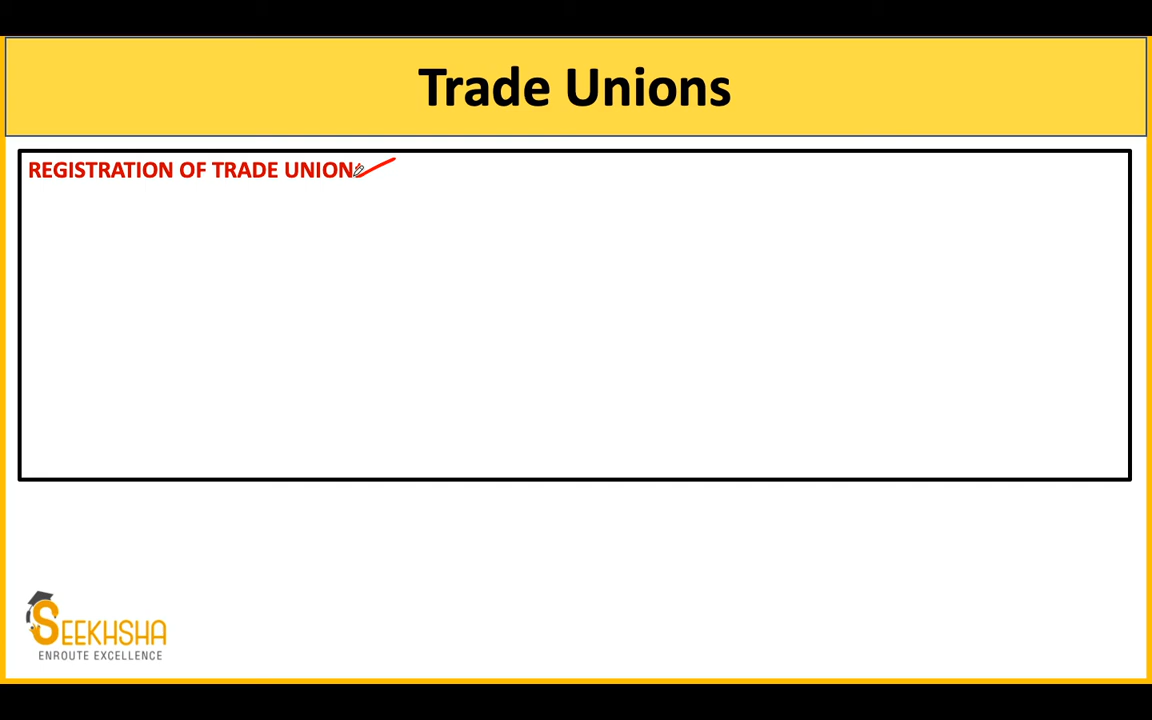 Trade Unions
REGISTRATION OF TRADE UNION
SEEKHSHA
ENROUTE EXCELLENCE